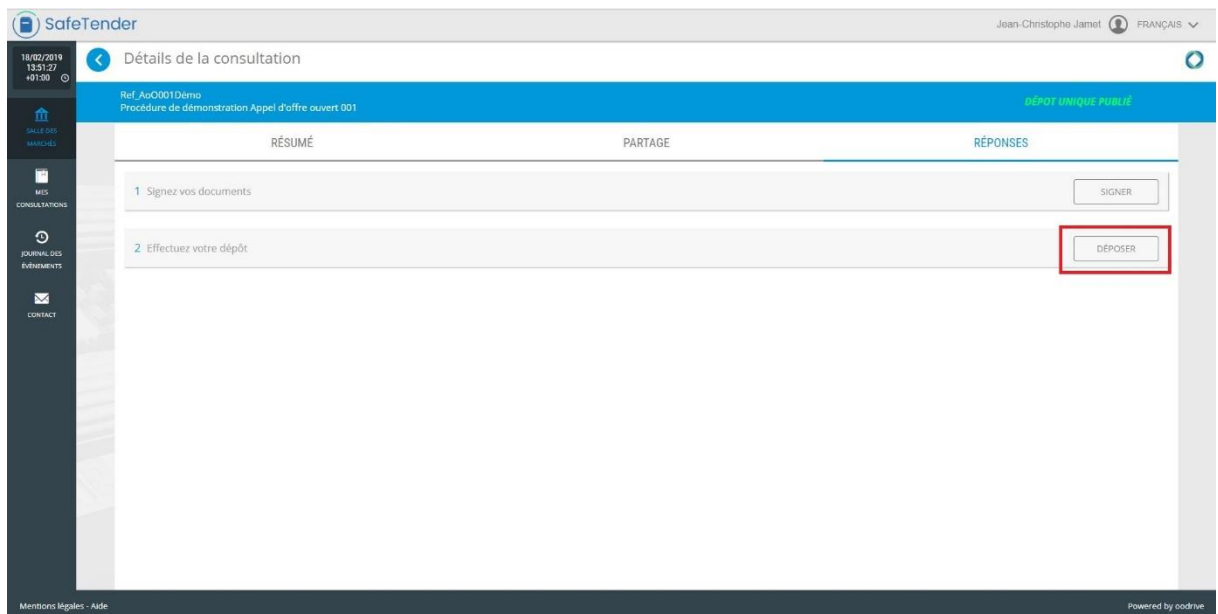 SafeTender
Jean-Christophe Jamet FRANÇAIS
18/02/2019
13:51:27
+01:00
Détails de la consultation
Ref_AoO001Démo
Procédure de démonstration Appel d'offre ouvert 001
DÉPOT UNIQUE PUBLIÉ
SALLE DES
MARCHÉS
RÉSUMÉ PARTAGE RÉPONSES
MES
CONSULTATIONS
1 Signez vos documents SIGNER
JOURNAL DES
ÉVÈNEMENTS
2 Effectuez votre dépôt DÉPOSER
CONTACT
Mentions légales - Aide Powered by oodrive